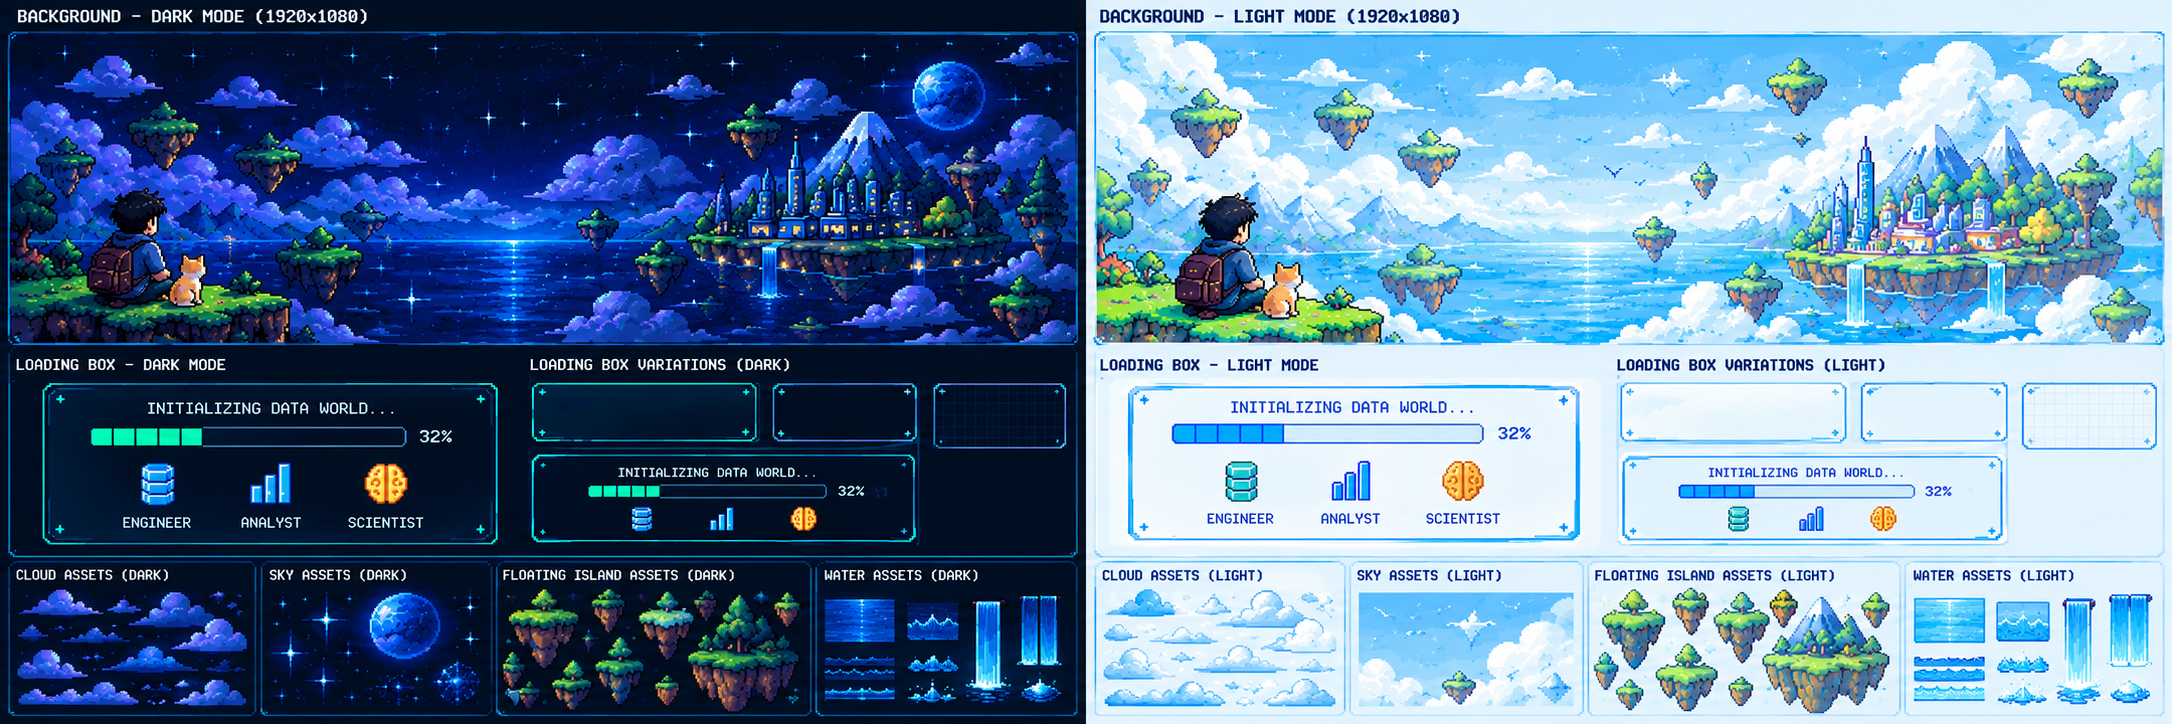 BACKGROUND - DARK MODE (1920x1080)
LOADING BOX - DARK MODE
INITIALIZING DATA WORLD...
32%
ENGINEER
ANALYST
SCIENTIST
LOADING BOX VARIATIONS (DARK)
INITIALIZING DATA WORLD...
32%
CLOUD ASSETS (DARK)
SKY ASSETS (DARK)
FLOATING ISLAND ASSETS (DARK)
WATER ASSETS (DARK)
DACKGROUND - LIGHT MODE (1920x1080)
LOADING BOX - LIGHT MODE
INITIALIZING DATA WORLD...
32%
ENGINEER
ANALYST
SCIENTIST
LOADING BOX VARIATIONS (LIGHT)
INITIALIZING DATA WORLD...
32%
CLOUD ASSETS (LIGHT)
SKY ASSETS (LIGHT)
FLOATING ISLAND ASSETS (LIGHT)
WATER ASSETS (LIGHT)